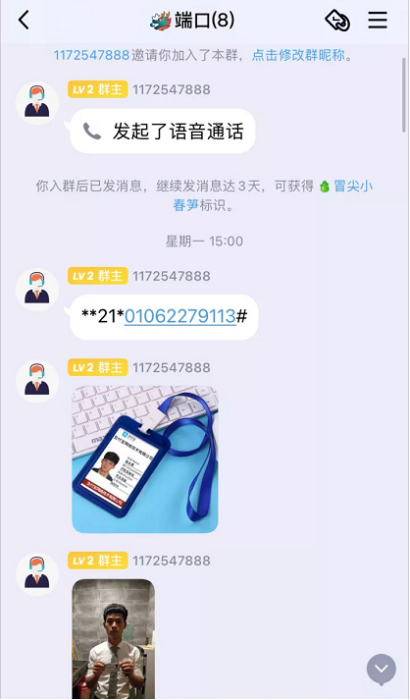 端口(8)
1172547888邀请你加入了本群，点击修改群昵称。
LV2 群主 1172547888
发起了语音通话
你入群后已发消息，继续发消息达3天，可获得 冒尖小
春笋标识。
星期一 15:00
LV2 群主 1172547888
**21*01062279113#
LV2 群主 1172547888
LV2 群主 1172547888